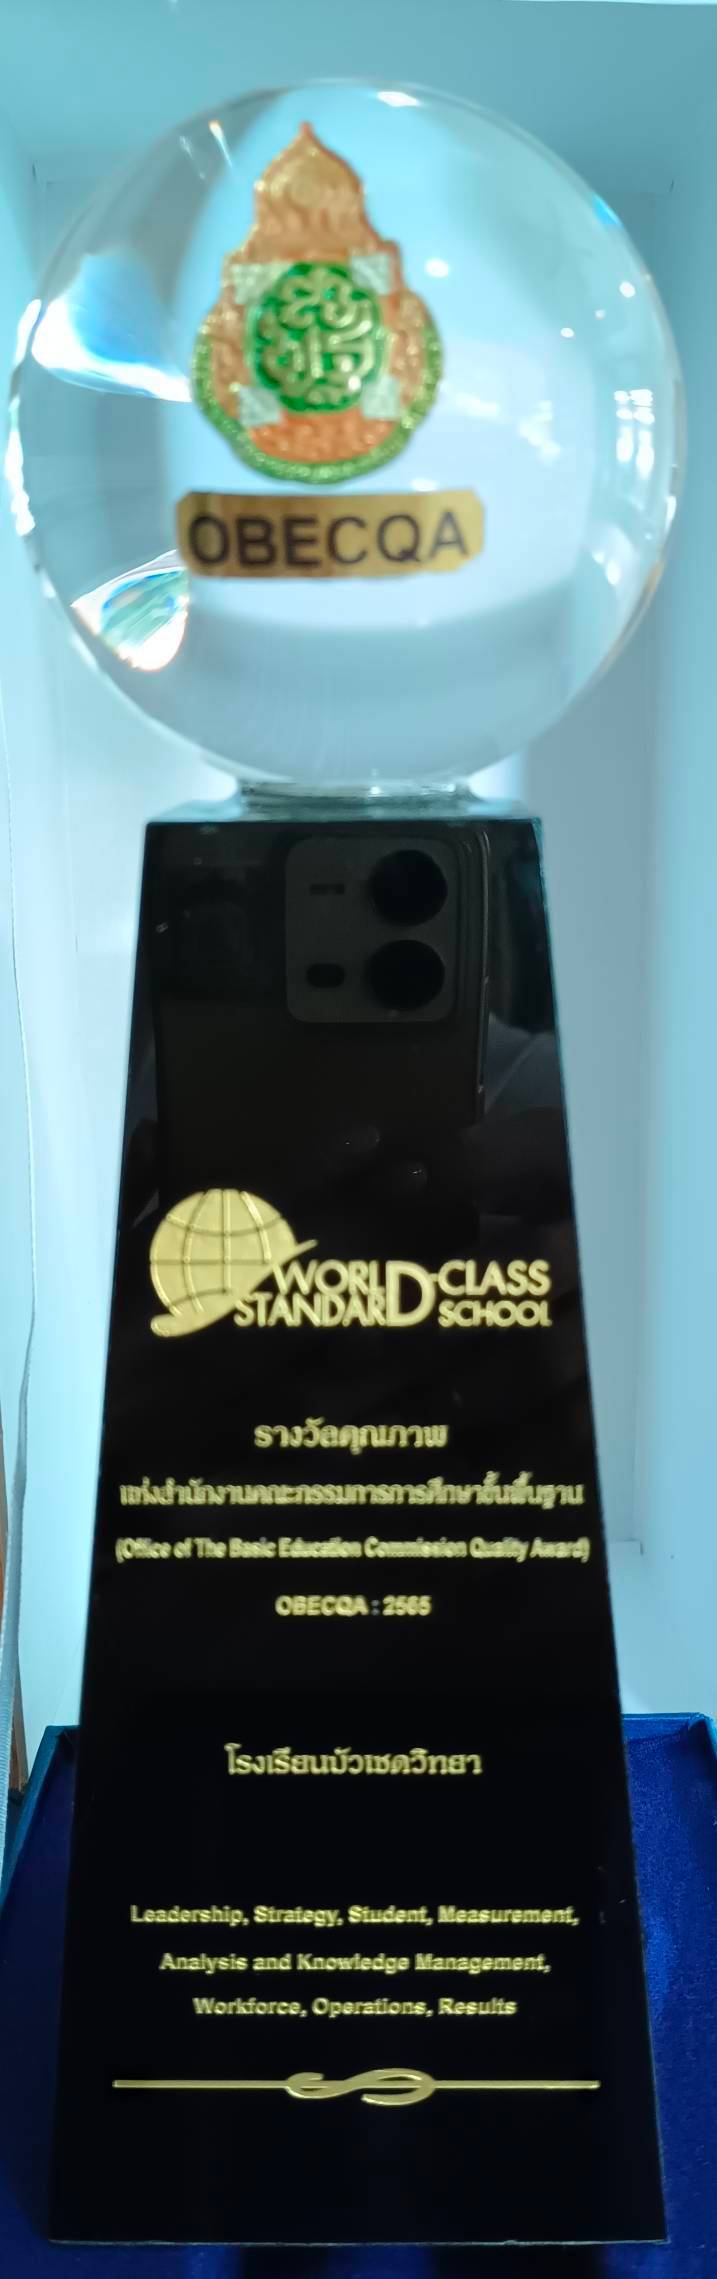 OBECQA
WORLD-CLASS
STANDARD SCHOOL
รางวัลคุณภาพ
แห่งสำนักงานคณะกรรมการการศึกษาขั้นพื้นฐาน
(Office of The Basic Education Commission Quality Award)
OBECQA : 2565
โรงเรียนบัวเชดวิทยา
Leadership, Strategy, Student, Measurement,
Analysis and Knowledge Management,
Workforce, Operations, Results